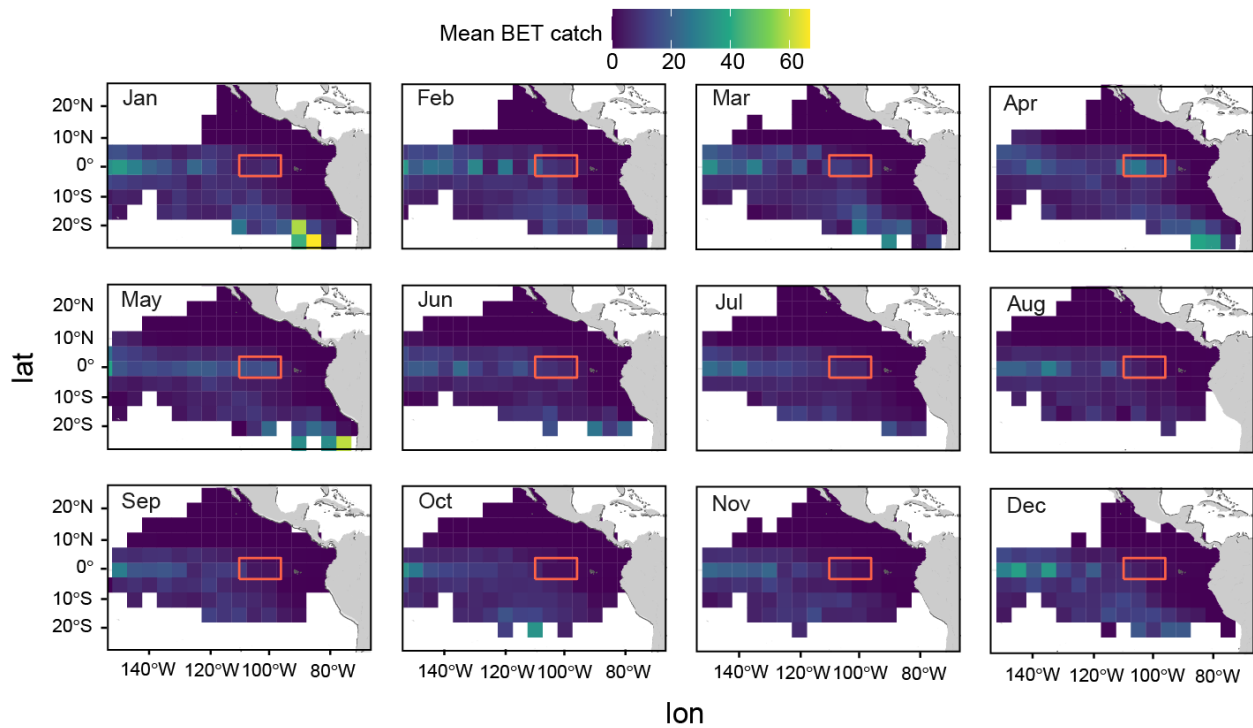 Mean BET catch
0 20 40 60
Jan Feb Mar Apr
20°N
10°N
0°
10°S
20°S
May Jun Jul Aug
20°N
10°N
0°
10°S
20°S
lat
Sep Oct Nov Dec
20°N
10°N
0°
10°S
20°S
140°W 120°W 100°W 80°W 140°W 120°W 100°W 80°W 140°W 120°W 100°W 80°W 140°W 120°W 100°W 80°W
lon